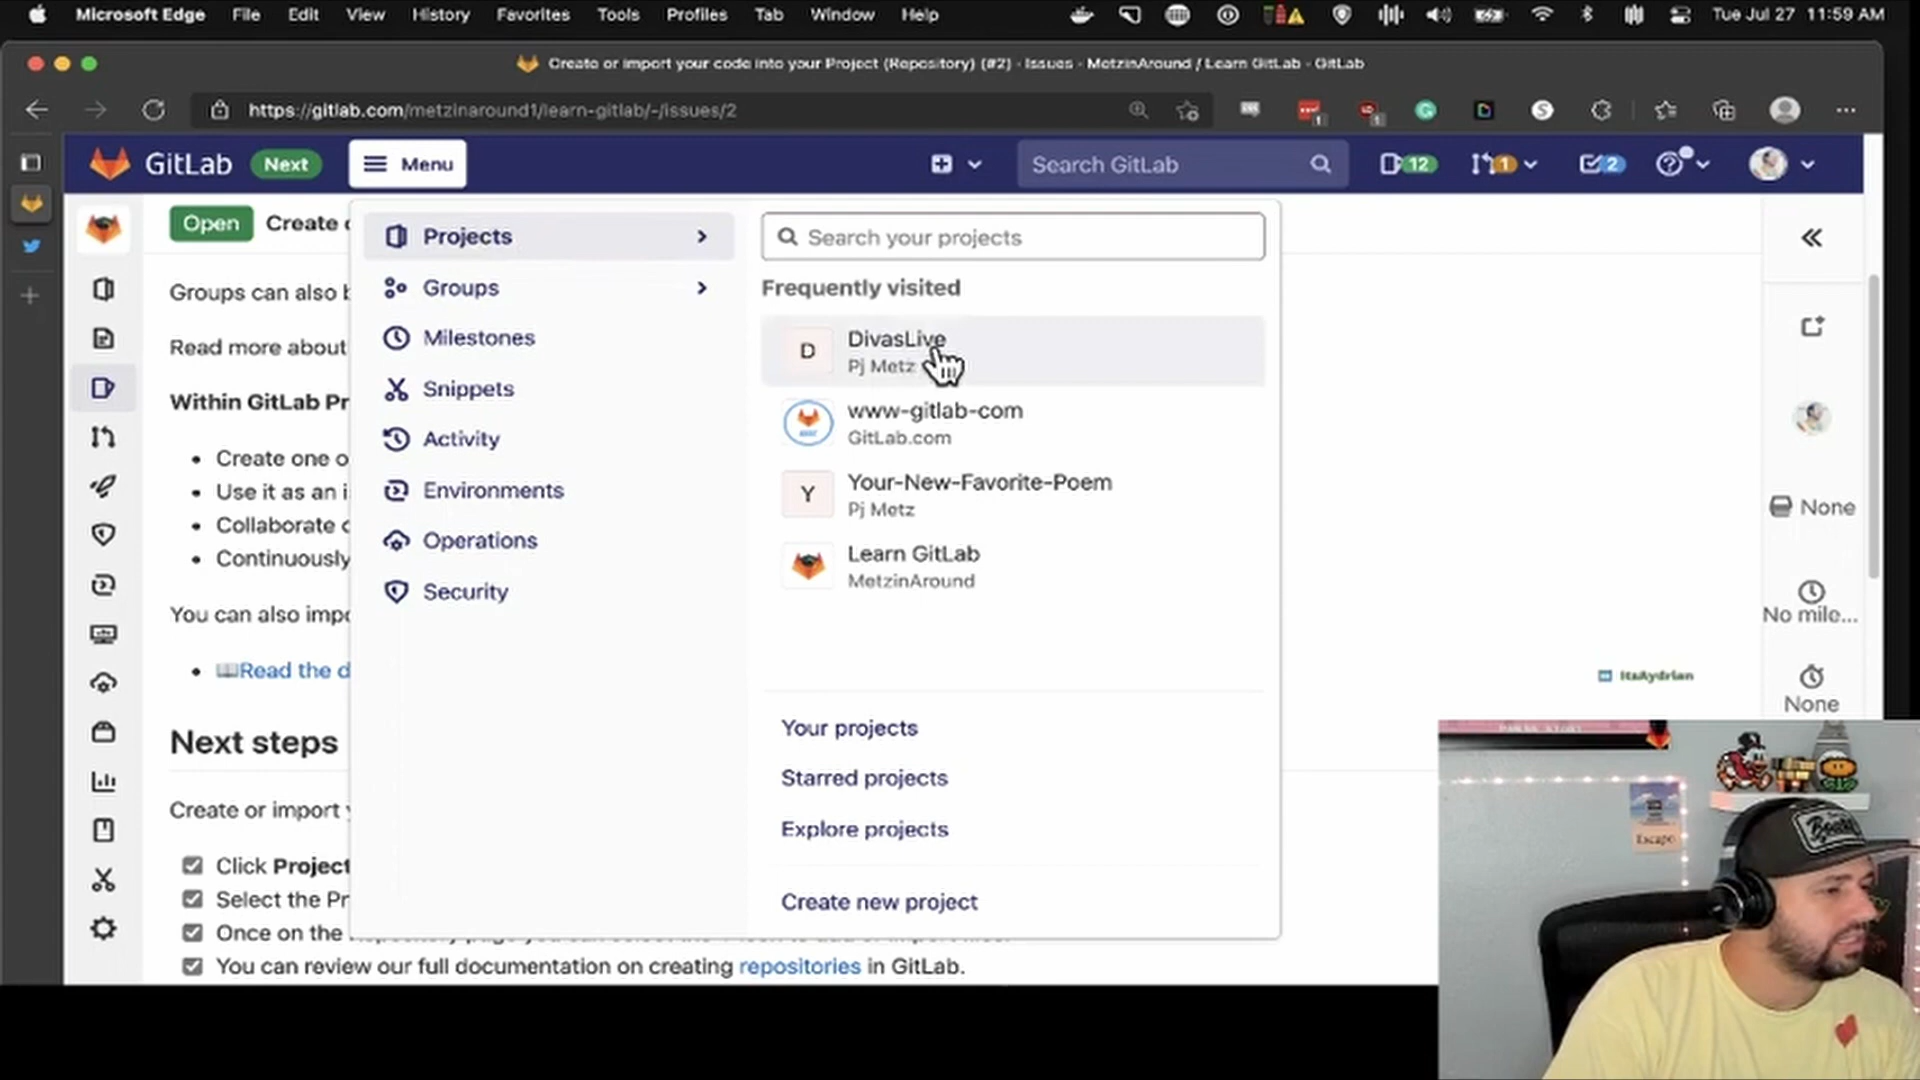 Microsoft Edge File Edit View History Favorites Tools Profiles Tab Window Help Tue Jul 27 11:59 AM
Create or import your code into your Project (Repository) (#2) · Issues · MetzinAround / Learn GitLab · GitLab
https://gitlab.com/metzinaround1/learn-gitlab/-/issues/2
GitLab Next Menu Search GitLab 12 1 2
Open Create
Projects
Groups
Milestones
Snippets
Activity
Environments
Operations
Security
Search your projects
Frequently visited
D DivasLive
Pj Metz
www-gitlab-com
GitLab.com
Y Your-New-Favorite-Poem
Pj Metz
Learn GitLab
MetzinAround
Your projects
Starred projects
Explore projects
Create new project
Groups can also
Read more about
Within GitLab Pr
• Create one o
• Use it as an i
• Collaborate
• Continuously
You can also impo
• Read the d
Next steps
Create or import
Click Project
Select the Pr
Once on the
You can review our full documentation on creating repositories in GitLab.
None
No mile...
None
ItsAydrian
Escape